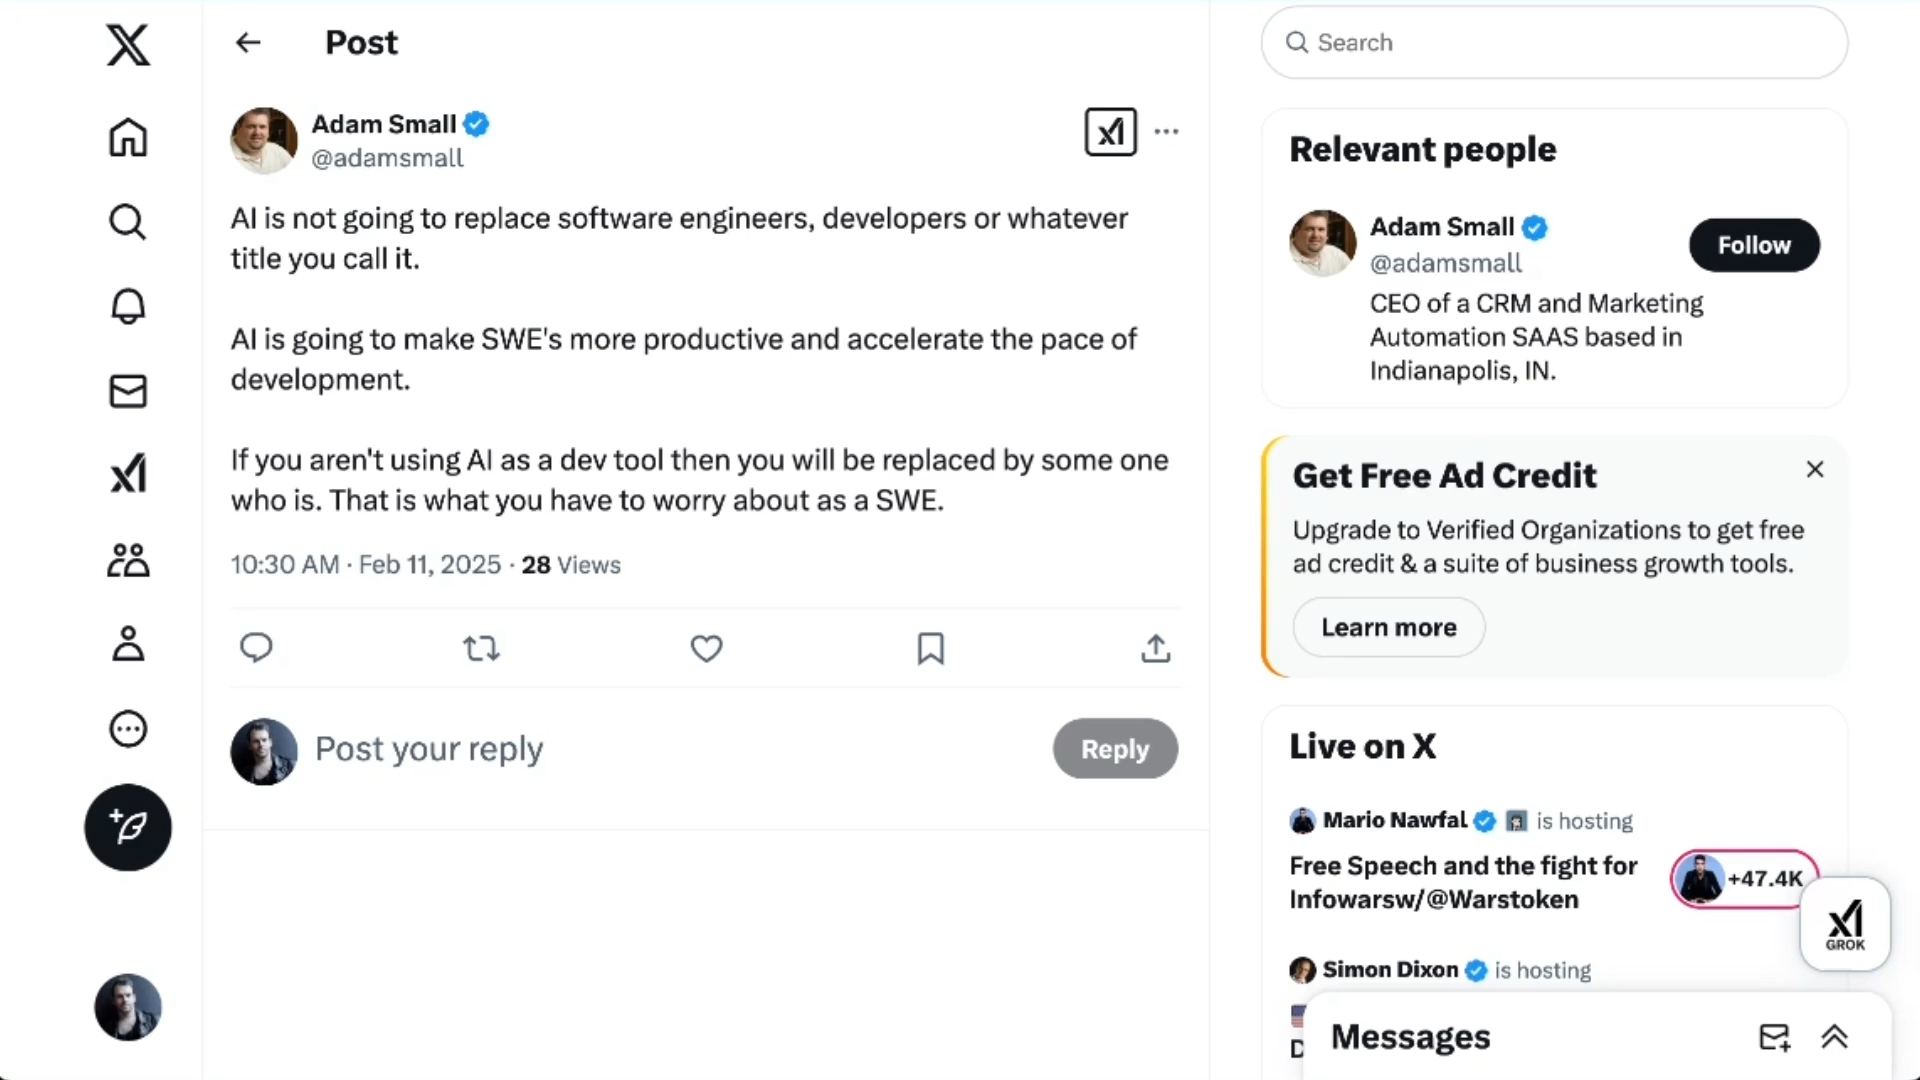 Post
Adam Small
@adamsmall
AI is not going to replace software engineers, developers or whatever
title you call it.
AI is going to make SWE's more productive and accelerate the pace of
development.
If you aren't using AI as a dev tool then you will be replaced by some one
who is. That is what you have to worry about as a SWE.
10:30 AM · Feb 11, 2025 · 28 Views
Post your reply
Reply
Search
Relevant people
Adam Small
@adamsmall
Follow
CEO of a CRM and Marketing
Automation SAAS based in
Indianapolis, IN.
Get Free Ad Credit
Upgrade to Verified Organizations to get free
ad credit & a suite of business growth tools.
Learn more
Live on X
Mario Nawfal is hosting
Free Speech and the fight for
Infowarsw/@Warstoken
+47.4K
GROK
Simon Dixon is hosting
Messages